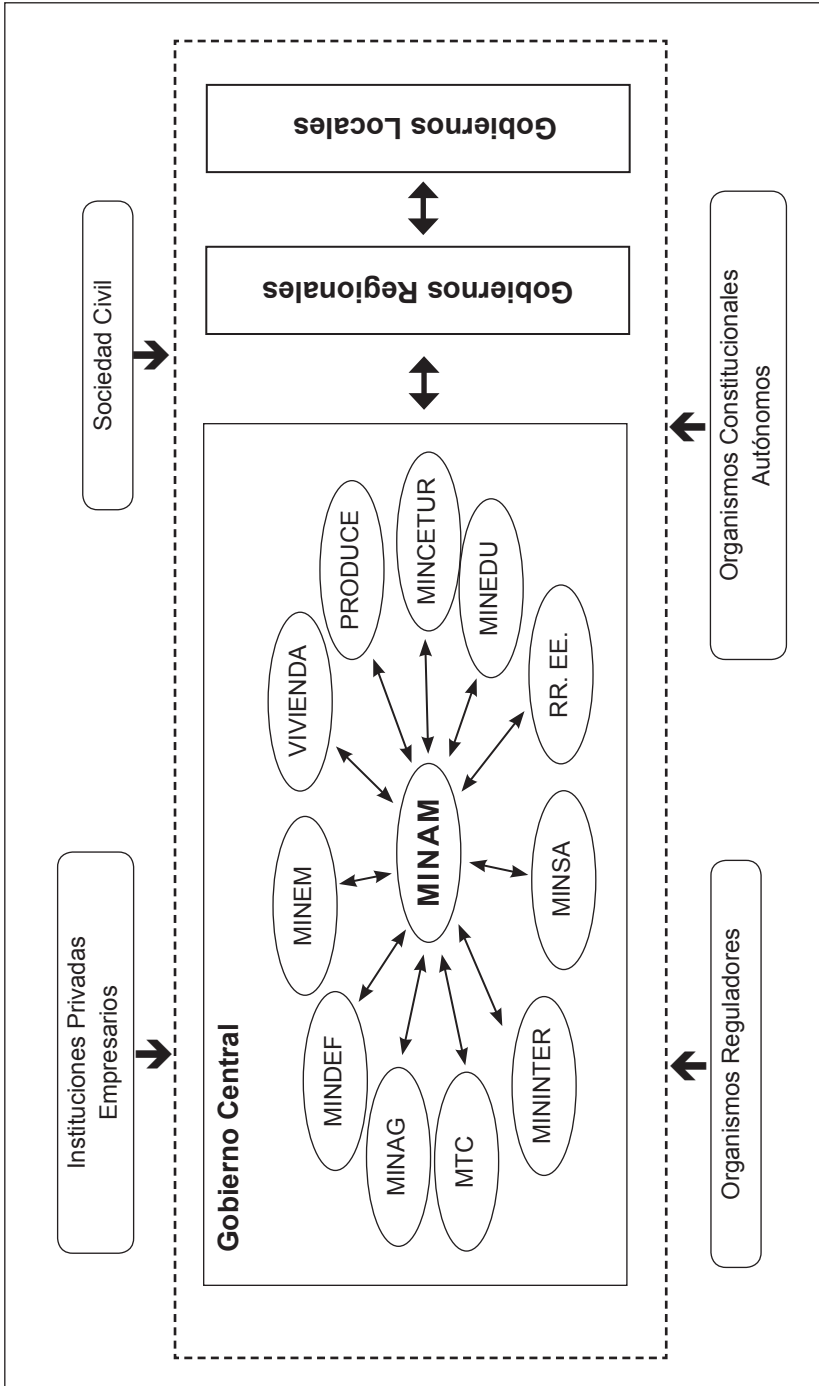 Instituciones Privadas
Empresarios
Sociedad Civil
Gobierno Central
MINDEF
MINEM
VIVIENDA
PRODUCE
MINAG
MINAM
MINCETUR
MTC
MINEDU
MININTER
MINSA
RR. EE.
Gobiernos Regionales
Gobiernos Locales
Organismos Reguladores
Organismos Constitucionales
Autónomos